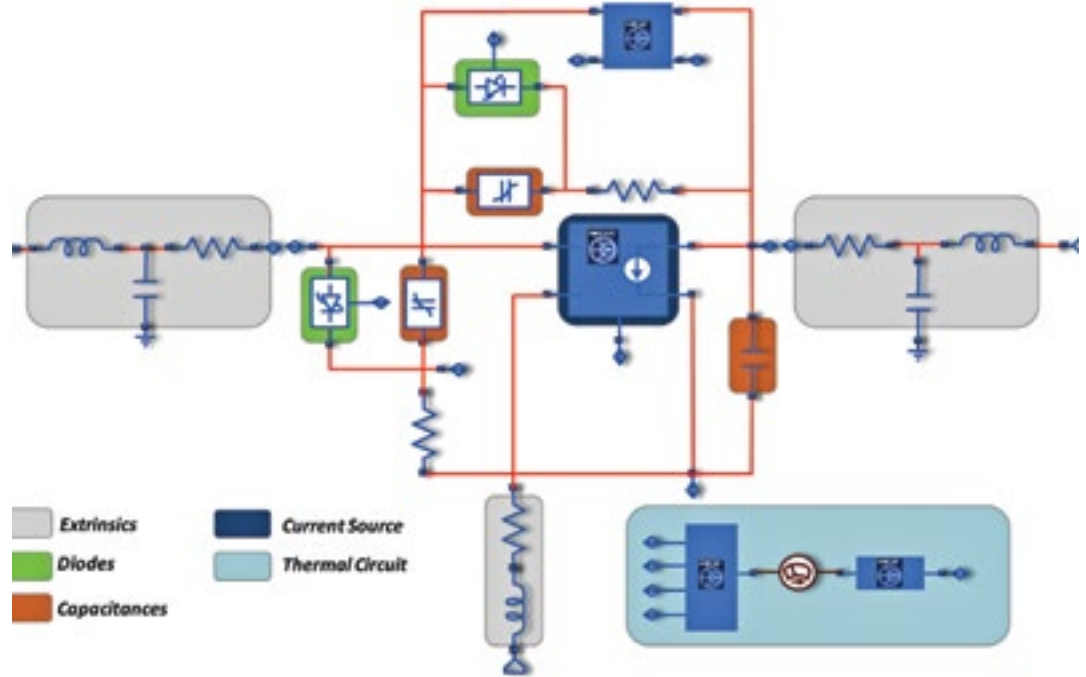 Extrinsics
Current Source
Diodes
Thermal Circuit
Capacitances